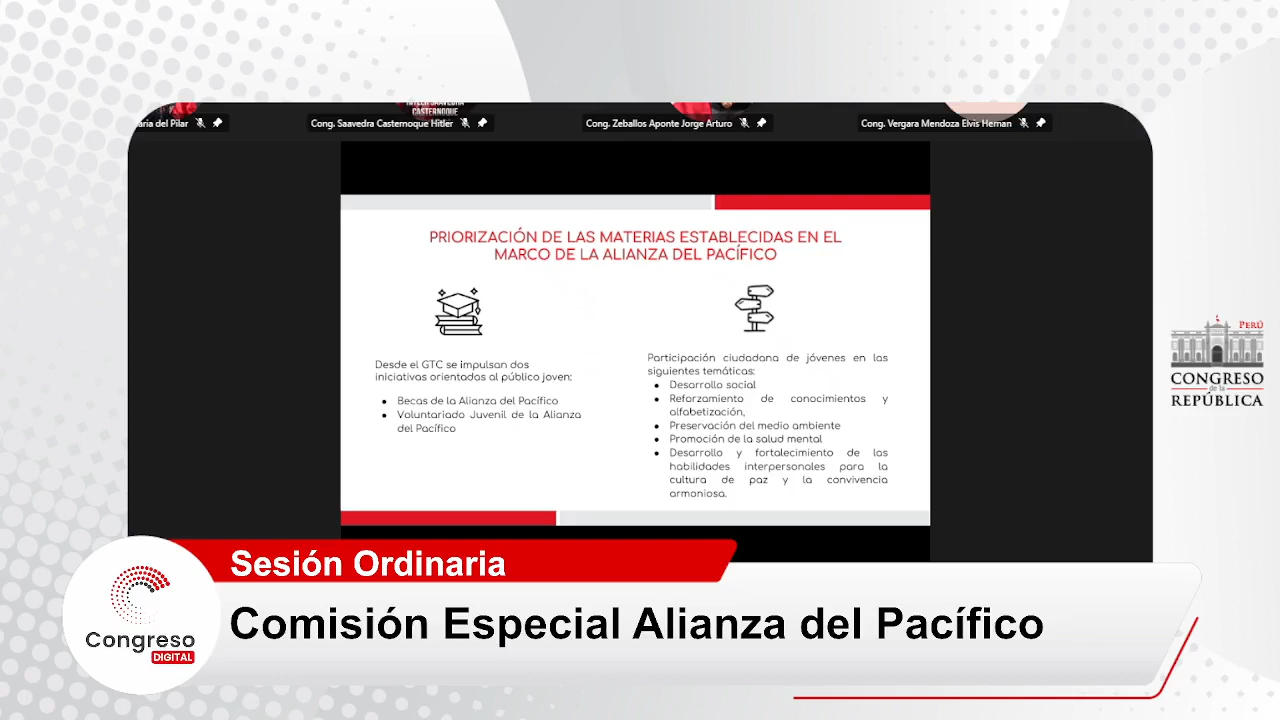 aria del Pilar
CASTERNOQUE
Cong. Saavedra Casternoque Hitler
Cong. Zeballos Aponte Jorge Arturo
Cong. Vergara Mendoza Elvis Hernan
PRIORIZACIÓN DE LAS MATERIAS ESTABLECIDAS EN EL
MARCO DE LA ALIANZA DEL PACÍFICO
Desde el GTC se impulsan dos
iniciativas orientadas al público joven:
• Becas de la Alianza del Pacífico
• Voluntariado Juvenil de la Alianza
del Pacífico
Participación ciudadana de jóvenes en las
siguientes temáticas:
• Desarrollo social
• Reforzamiento de conocimientos y
alfabetización,
• Preservación del medio ambiente
• Promoción de la salud mental
• Desarrollo y fortalecimiento de las
habilidades interpersonales para la
cultura de paz y la convivencia
armoniosa.
PERÚ
CONGRESO
de la
REPÚBLICA
Sesión Ordinaria
Comisión Especial Alianza del Pacífico
Congreso
DIGITAL